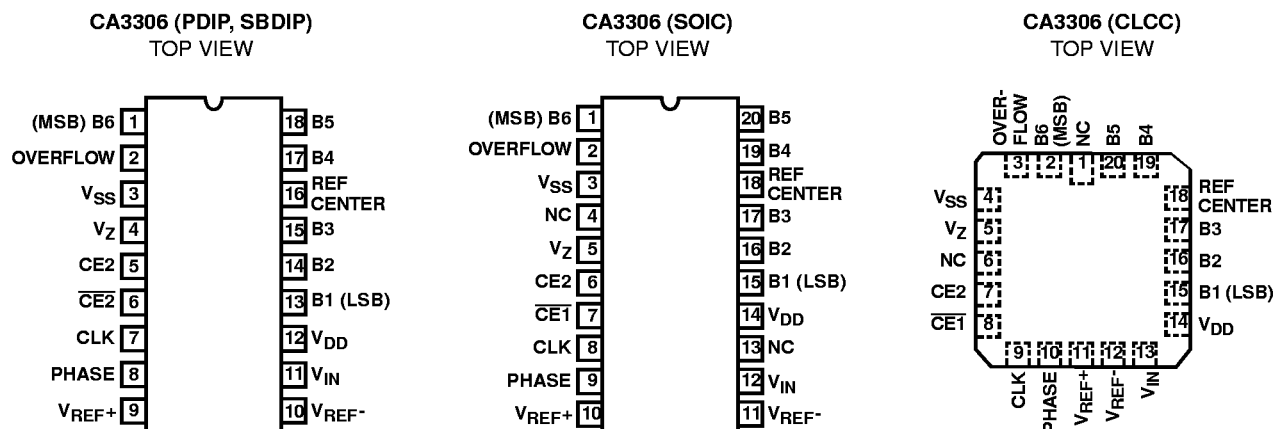 CA3306 (PDIP, SBDIP)
TOP VIEW
(MSB) B6 1 18 B5
OVERFLOW 2 17 B4
VSS 3 16 REF CENTER
VZ 4 15 B3
CE2 5 14 B2
CE2 6 13 B1 (LSB)
CLK 7 12 VDD
PHASE 8 11 VIN
VREF+ 9 10 VREF-
CA3306 (SOIC)
TOP VIEW
(MSB) B6 1 20 B5
OVERFLOW 2 19 B4
VSS 3 18 REF CENTER
NC 4 17 B3
VZ 5 16 B2
CE2 6 15 B1 (LSB)
CE1 7 14 VDD
CLK 8 13 NC
PHASE 9 12 VIN
VREF+ 10 11 VREF-
CA3306 (CLCC)
TOP VIEW
OVER-
FLOW
B6
(MSB)
NC
B5
B4
3 2 1 20 19
VSS 4 18 REF CENTER
VZ 5 17 B3
NC 6 16 B2
CE2 7 15 B1 (LSB)
CE1 8 14 VDD
9 10 11 12 13
CLK
PHASE
VREF+
VREF-
VIN